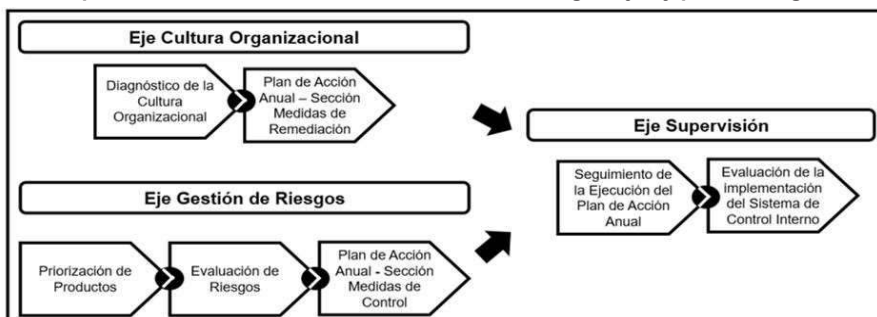 Eje Cultura Organizacional
Diagnóstico de la
Cultura
Organizacional
Plan de Acción
Anual – Sección
Medidas de
Remediación
Eje Gestión de Riesgos
Priorización de
Productos
Evaluación de
Riesgos
Plan de Acción
Anual - Sección
Medidas de
Control
Eje Supervisión
Seguimiento de
la Ejecución del
Plan de Acción
Anual
Evaluación de la
implementación
del Sistema de
Control Interno